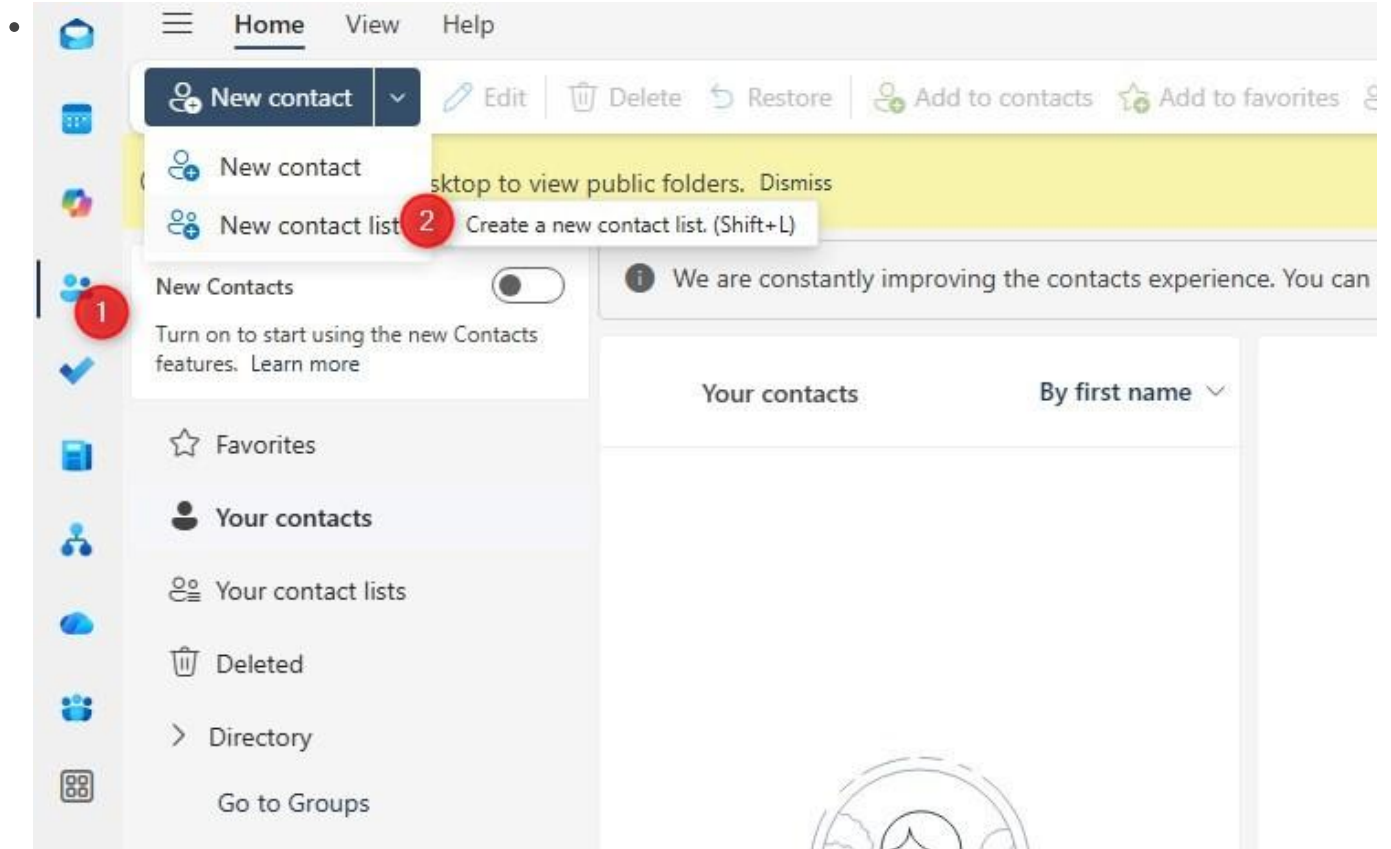 Home View Help
New contact Edit Delete Restore Add to contacts Add to favorites
New contact
to view public folders. Dismiss
New contact list 2 Create a new contact list. (Shift+L)
New Contacts
We are constantly improving the contacts experience. You can
1
Turn on to start using the new Contacts
features. Learn more
Your contacts By first name
Favorites
Your contacts
Your contact lists
Deleted
Directory
Go to Groups